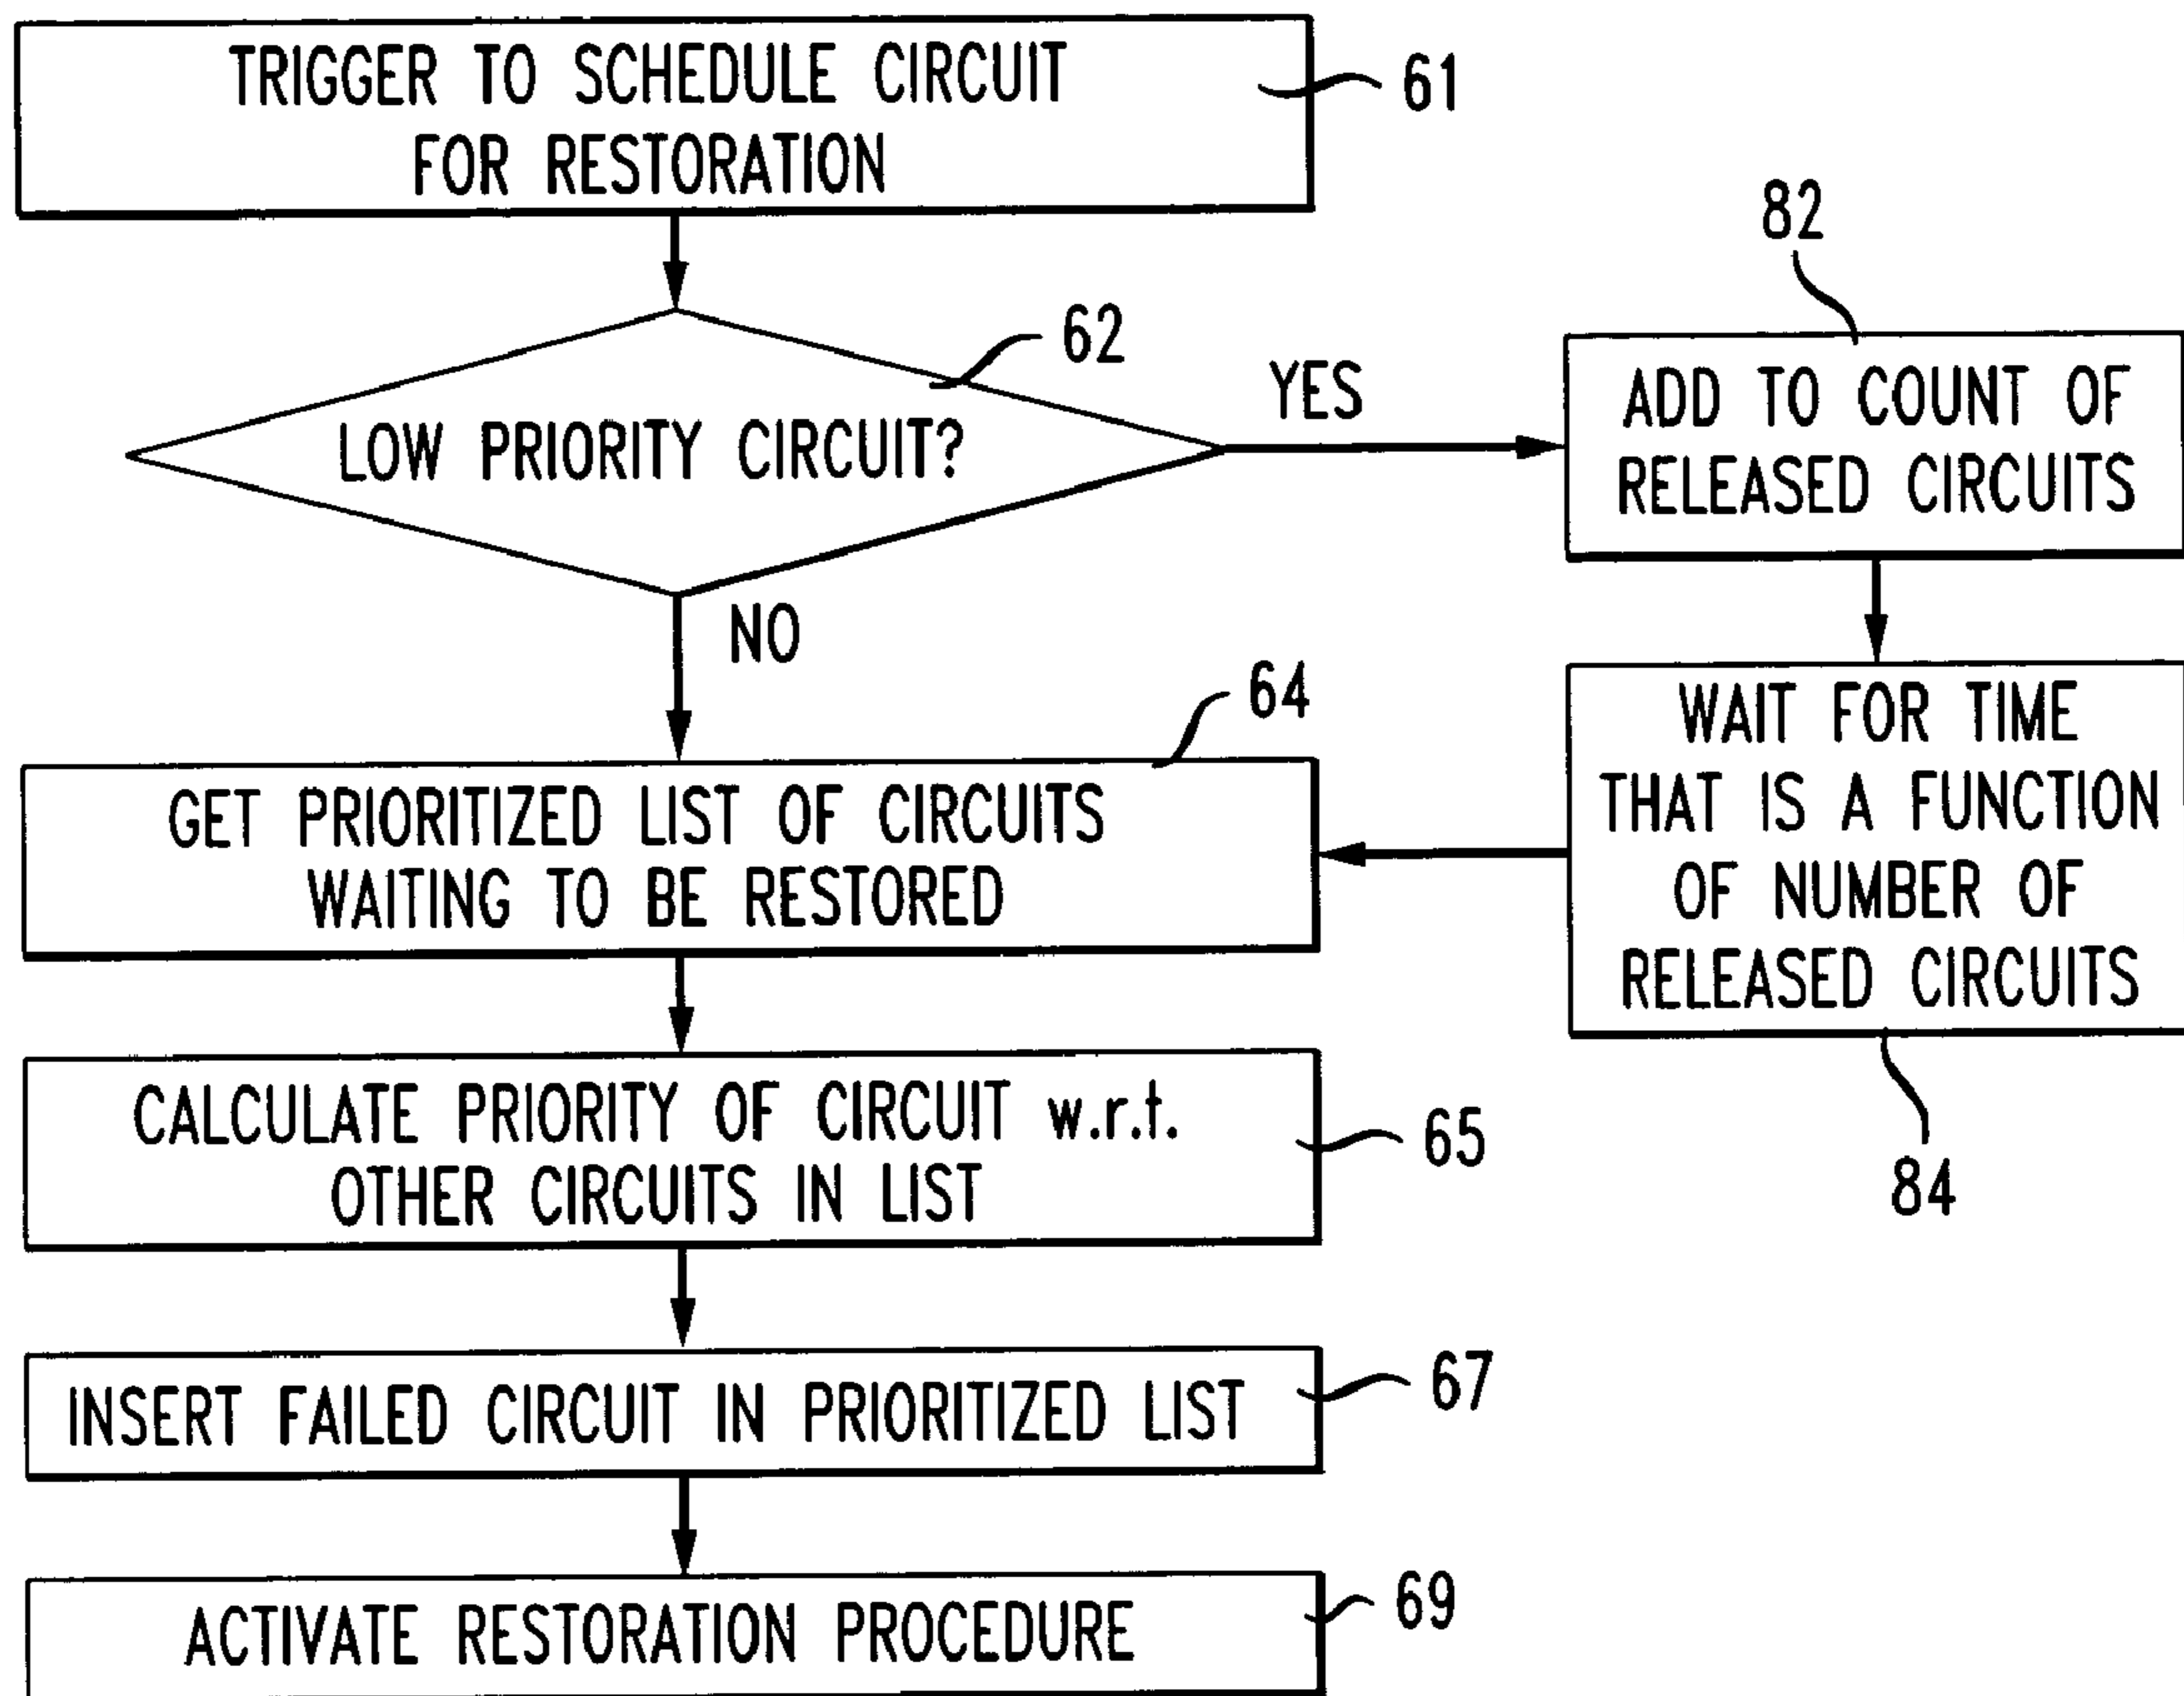 TRIGGER TO SCHEDULE CIRCUIT
FOR RESTORATION
61
82
62
LOW PRIORITY CIRCUIT?
YES
ADD TO COUNT OF
RELEASED CIRCUITS
NO
64
GET PRIORITIZED LIST OF CIRCUITS
WAITING TO BE RESTORED
WAIT FOR TIME
THAT IS A FUNCTION
OF NUMBER OF
RELEASED CIRCUITS
84
CALCULATE PRIORITY OF CIRCUIT w.r.t.
OTHER CIRCUITS IN LIST
65
INSERT FAILED CIRCUIT IN PRIORITIZED LIST
67
ACTIVATE RESTORATION PROCEDURE
69